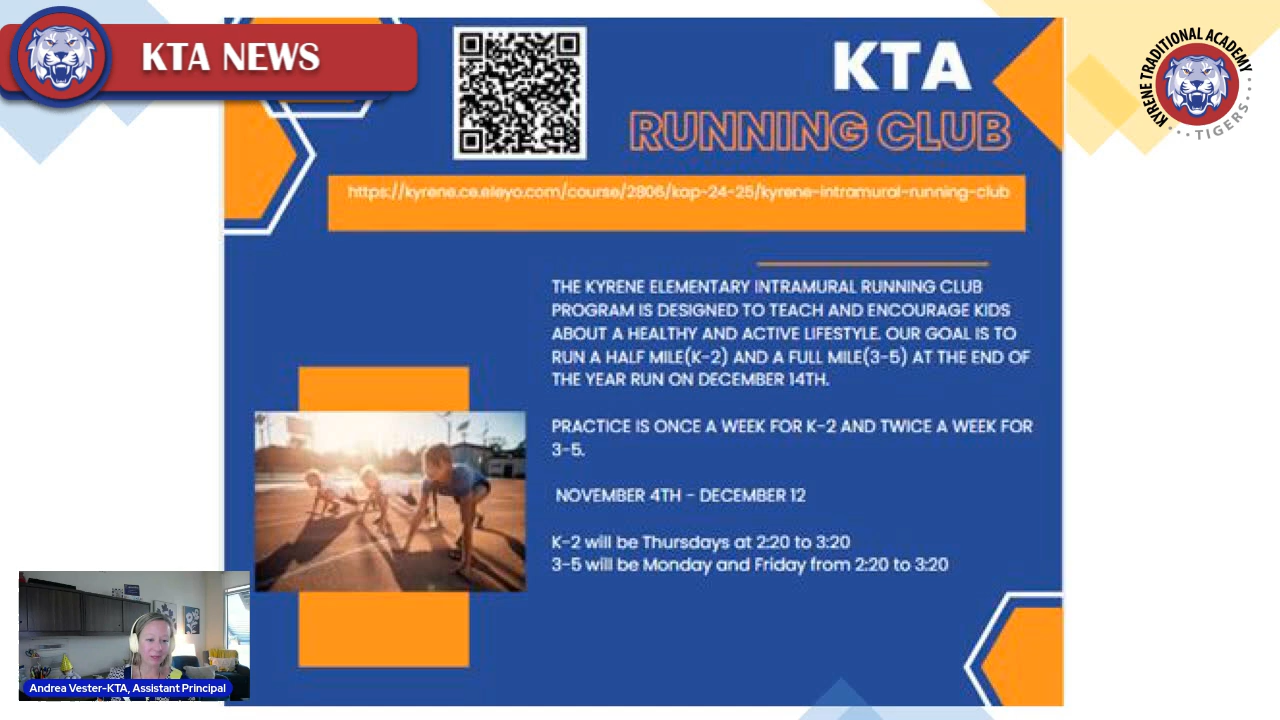 KTA NEWS
KTA
RUNNING CLUB
KYRENE TRADITIONAL ACADEMY
TIGERS
https://kyrene.ce.eleyo.com/course/2806/kap-24-25/kyrene-intramural-running-club
THE KYRENE ELEMENTARY INTRAMURAL RUNNING CLUB
PROGRAM IS DESIGNED TO TEACH AND ENCOURAGE KIDS
ABOUT A HEALTHY AND ACTIVE LIFESTYLE. OUR GOAL IS TO
RUN A HALF MILE(K-2) AND A FULL MILE(3-5) AT THE END OF
THE YEAR RUN ON DECEMBER 14TH.
PRACTICE IS ONCE A WEEK FOR K-2 AND TWICE A WEEK FOR
3-5.
NOVEMBER 4TH - DECEMBER 12
K-2 will be Thursdays at 2:20 to 3:20
3-5 will be Monday and Friday from 2:20 to 3:20
Andrea Vester-KTA, Assistant Principal